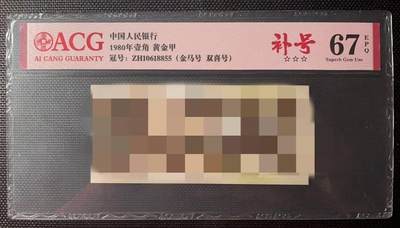 ACG
AI CANG GUARANTY
中国人民银行
1980年壹角 黄金甲
冠号：ZH10618855（金马号 双喜号）
补号
☆☆☆
67
EPQ
Superb Gem Unc